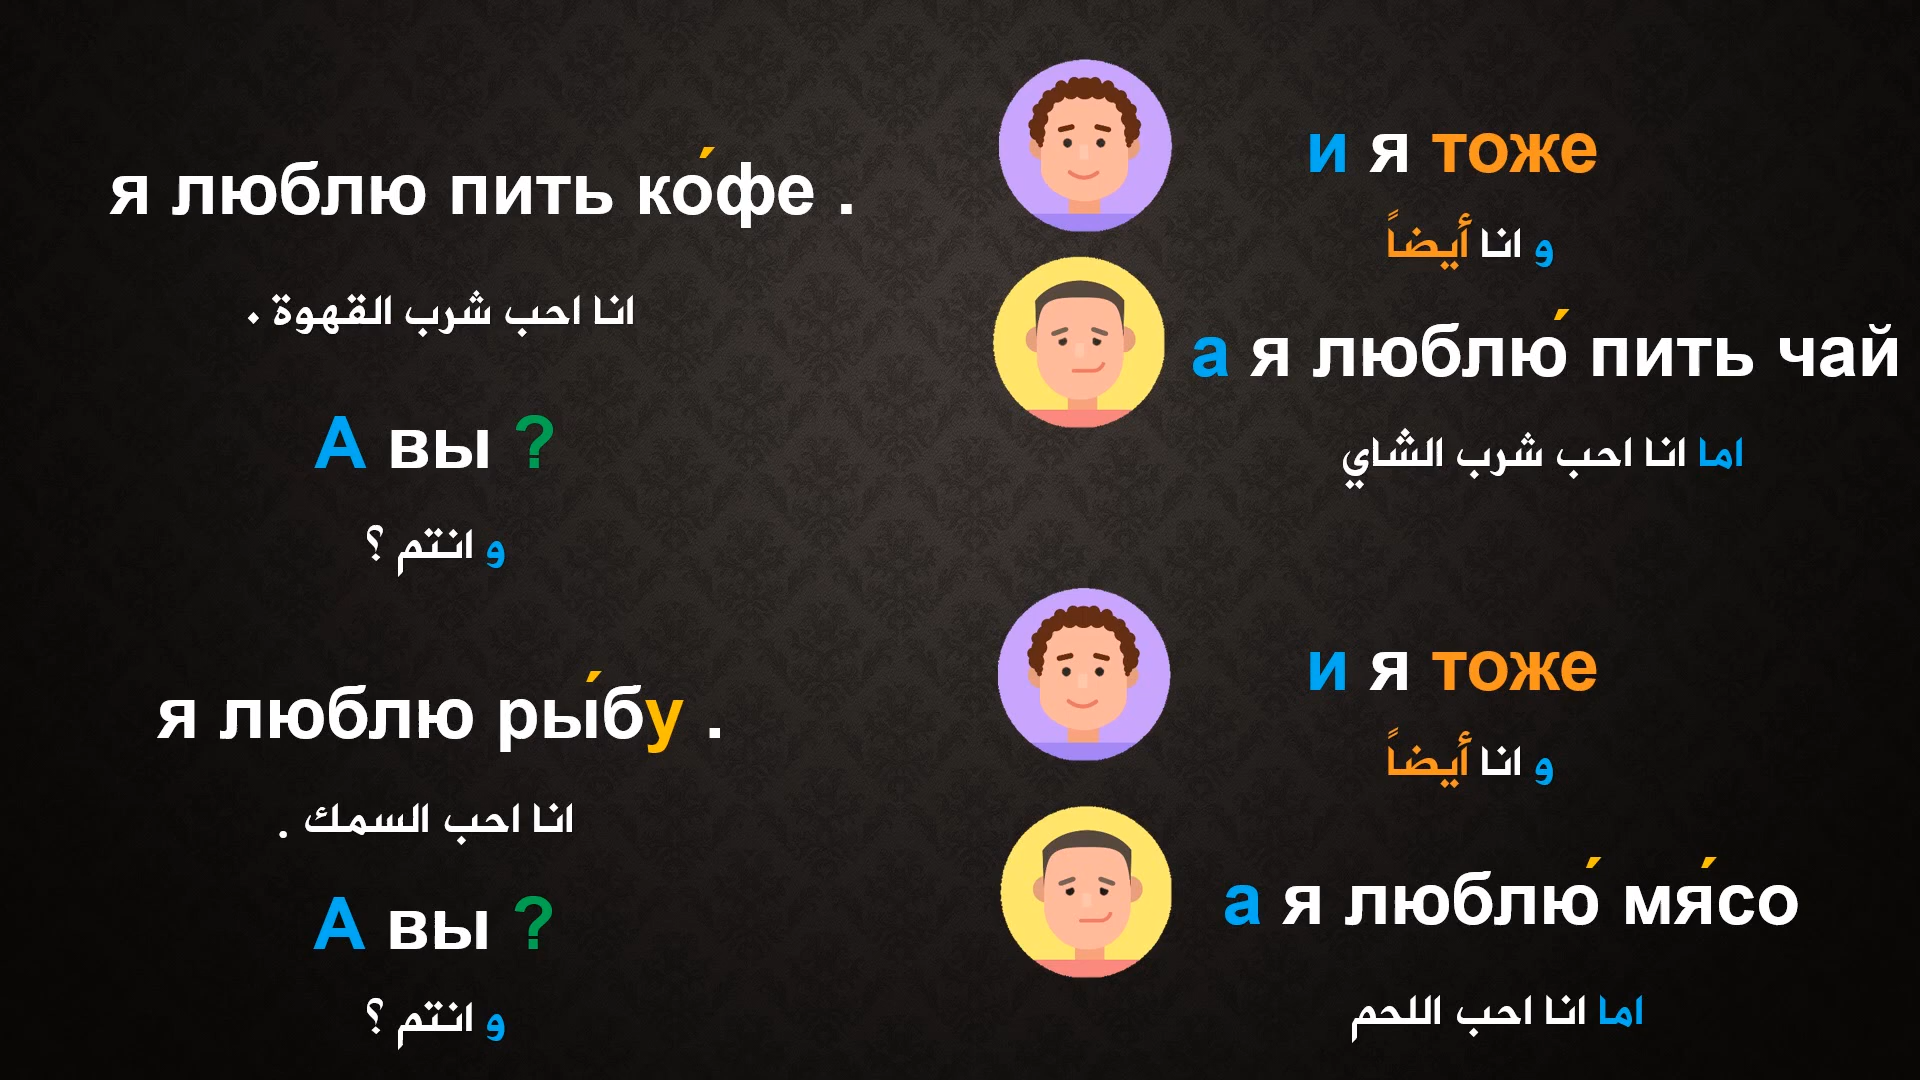 я люблю пить ко́фе .
انا احب شرب القهوة .
А вы ?
و انتم ؟
и я тоже
و انا أيضاً
а я люблю́ пить чай
اما انا احب شرب الشاي
я люблю ры́бу .
انا احب السمك .
А вы ?
و انتم ؟
и я тоже
و انا أيضاً
а я люблю́ мя́со
اما انا احب اللحم